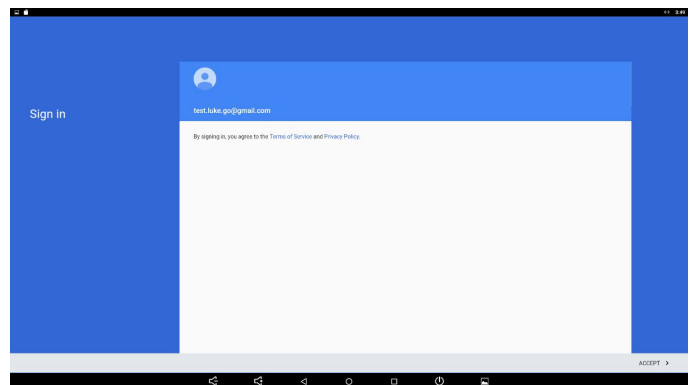 3:49
Sign in
test.luke.go@gmail.com
By signing in, you agree to the Terms of Service and Privacy Policy.
ACCEPT